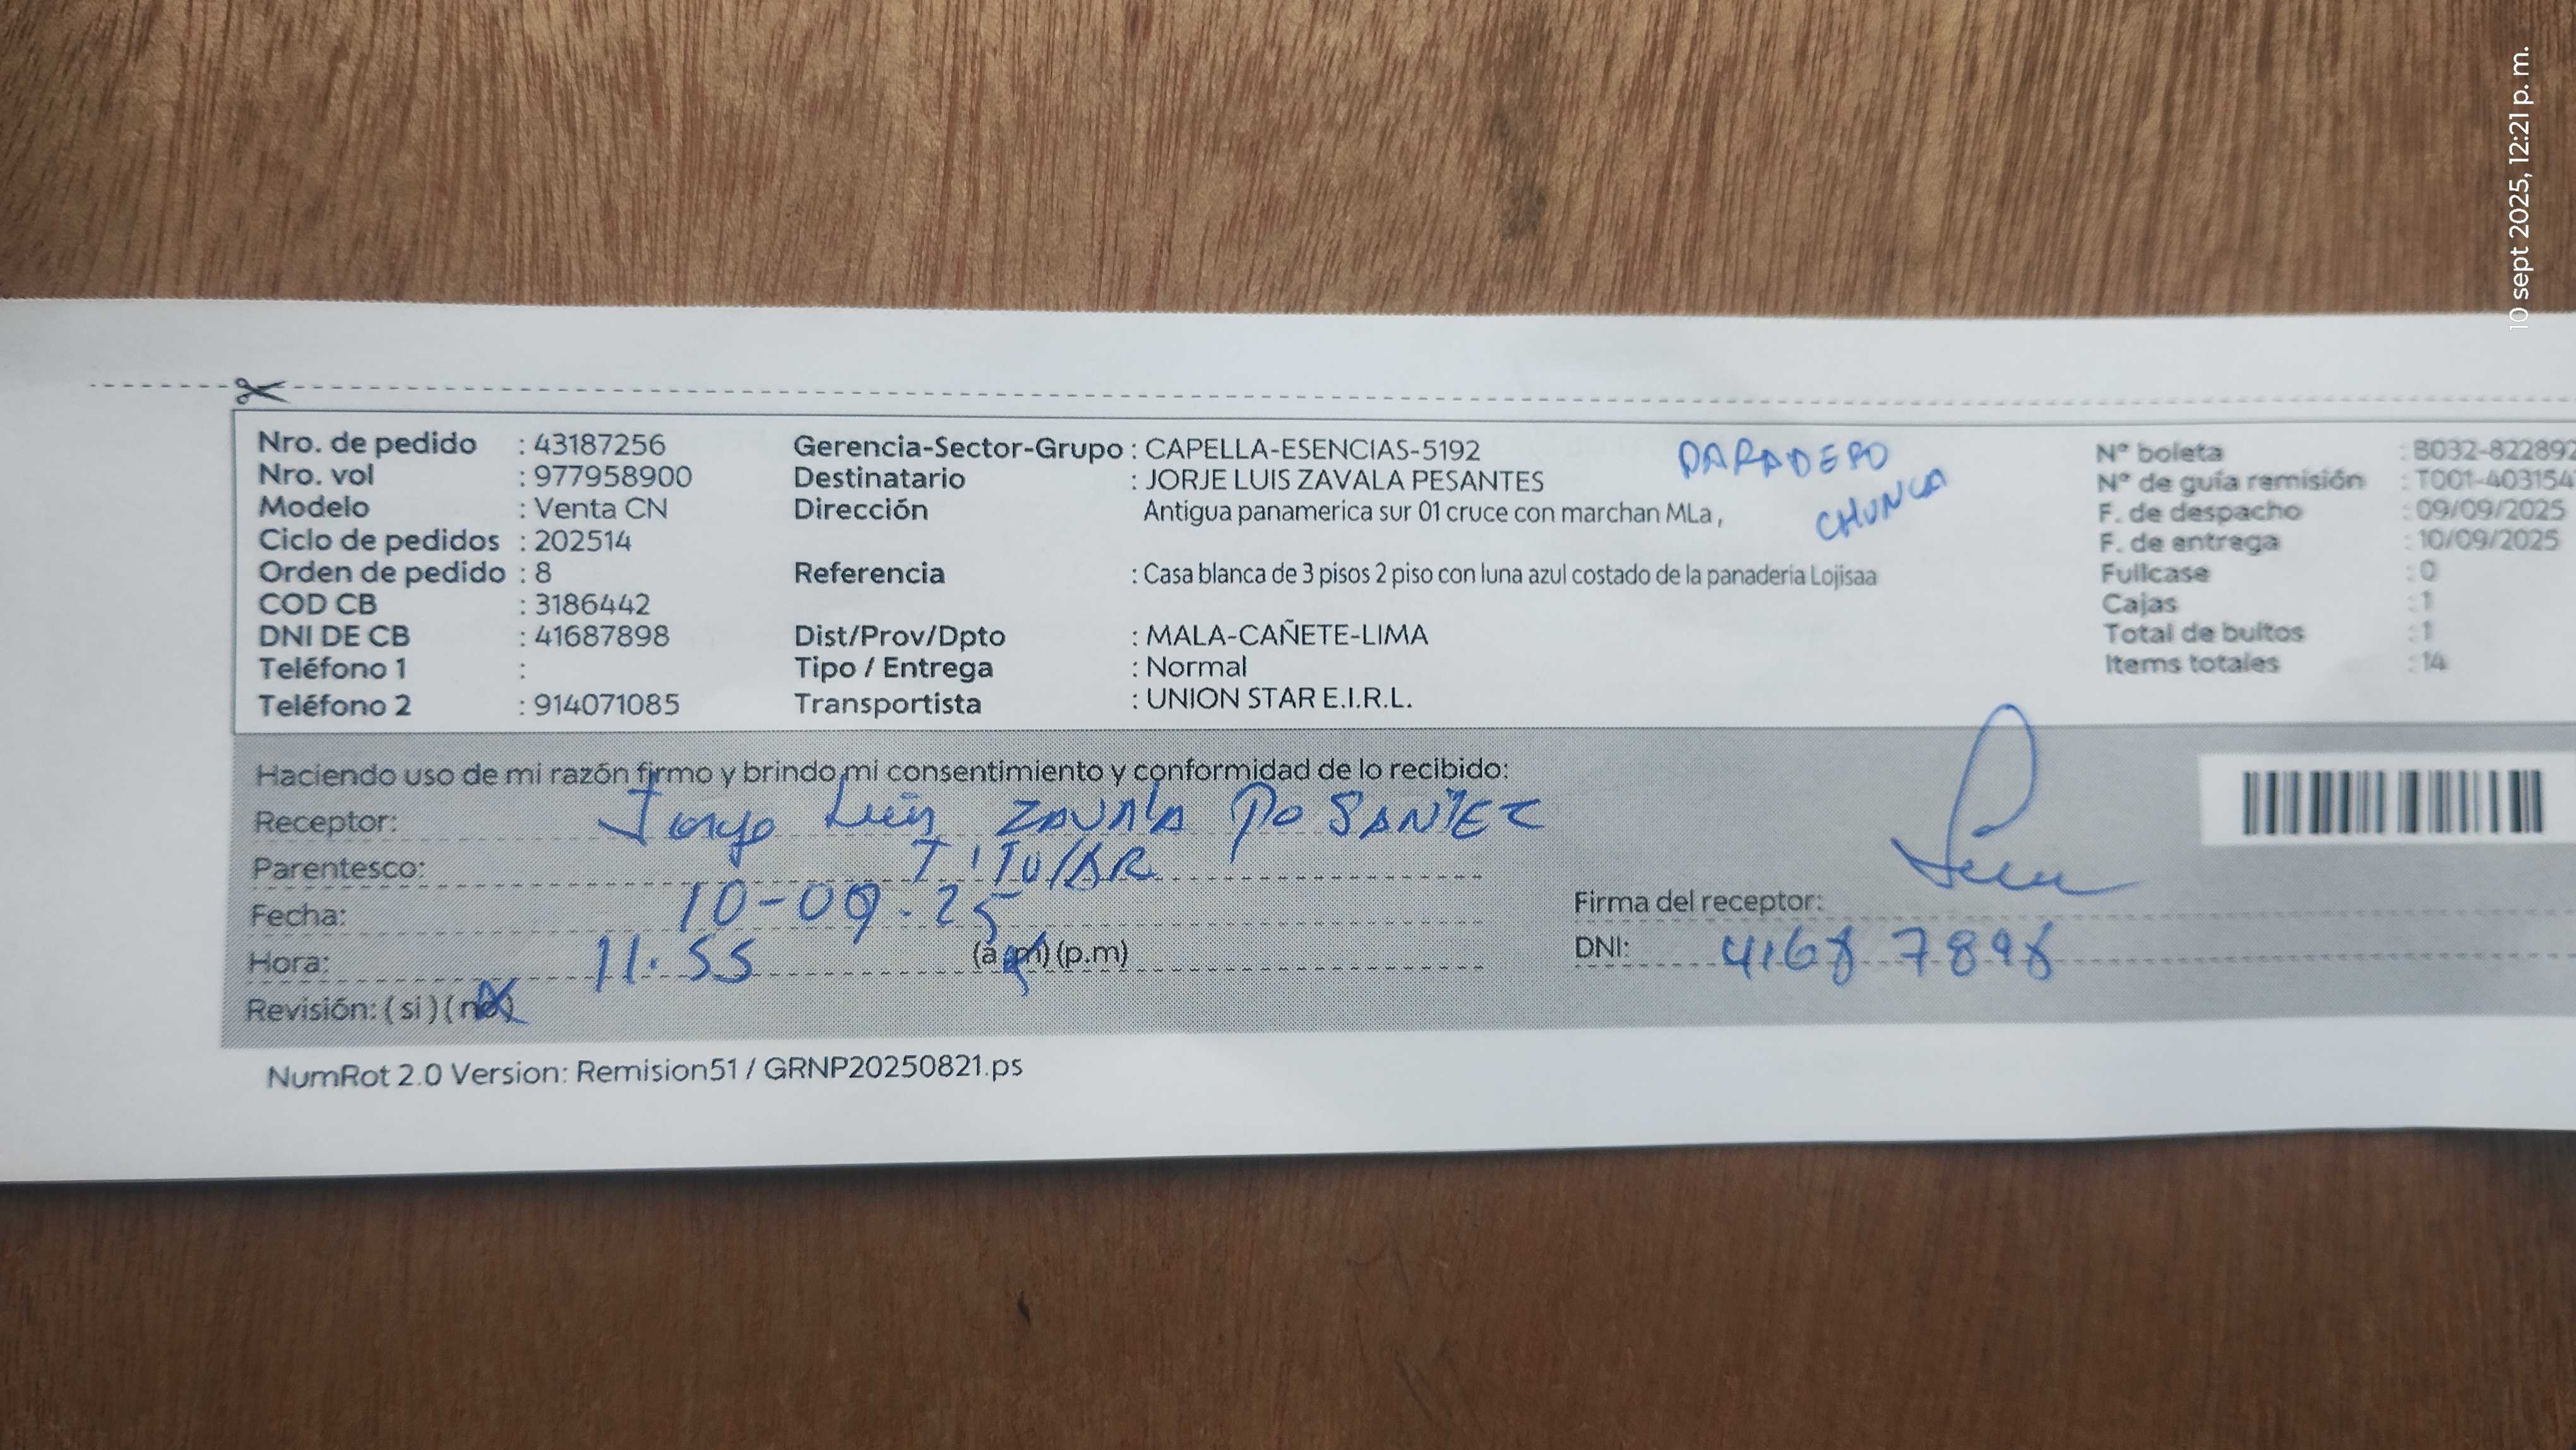 Nro. de pedido : 43187256
Nro. vol : 977958900
Modelo : Venta CN
Ciclo de pedidos : 202514
Orden de pedido : 8
COD CB : 3186442
DNI DE CB : 41687898
Teléfono 1 :
Teléfono 2 : 914071085
Gerencia-Sector-Grupo : CAPELLA-ESENCIAS-5192
Destinatario : JORJE LUIS ZAVALA PESANTES
Dirección Antigua panamerica sur 01 cruce con marchan MLa ,
Referencia : Casa blanca de 3 pisos 2 piso con luna azul costado de la panaderia Lojisaa
Dist/Prov/Dpto : MALA-CAÑETE-LIMA
Tipo / Entrega : Normal
Transportista : UNION STAR E.I.R.L.
PARADERO
CHUNGA
N° boleta : B032-822892
N° de guía remisión : T001-403154
F. de despacho : 09/09/2025
F. de entrega : 10/09/2025
Fullcase : 0
Cajas : 1
Total de bultos : 1
Items totales : 14
Haciendo uso de mi razón firmo y brindo mi consentimiento y conformidad de lo recibido:
Receptor: Jorge Luis ZAVALA
Parentesco: TITULAR
Fecha: 10-09.25
Hora: 11.55 (a.m) (p.m)
Revisión: ( si ) ( no )
Firma del receptor:
DNI: 41687898
NumRot 2.0 Version: Remision51 / GRNP20250821.ps
10 sept 2025, 12:21 p. m.